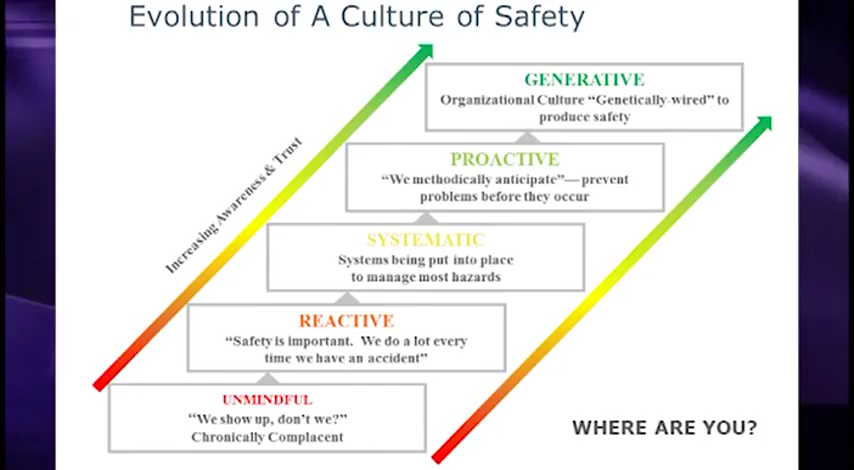 Evolution of A Culture of Safety
GENERATIVE
Organizational Culture “Genetically-wired” to
produce safety
PROACTIVE
“We methodically anticipate”— prevent
problems before they occur
Increasing Awareness & Trust
SYSTEMATIC
Systems being put into place
to manage most hazards
REACTIVE
“Safety is important. We do a lot every
time we have an accident”
UNMINDFUL
“We show up, don’t we?”
Chronically Complacent
WHERE ARE YOU?